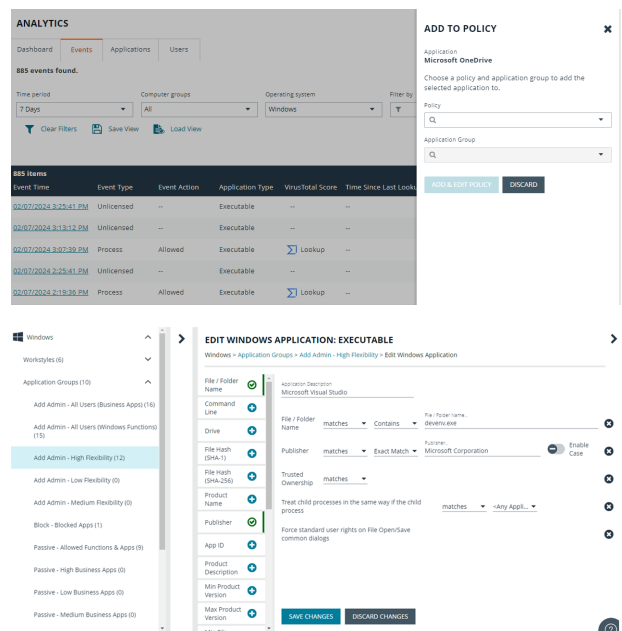 ANALYTICS
Dashboard Events Applications Users
885 events found.
Time period Computer groups Operating system Filter by
7 Days All Windows
Clear Filters Save View Load View
885 items
Event Time Event Type Event Action Application Type VirusTotal Score Time Since Last Looku
02/07/2024 3:25:41 PM Unlicensed -- Executable -- --
02/07/2024 3:13:12 PM Unlicensed -- Executable -- --
02/07/2024 3:07:39 PM Process Allowed Executable Lookup --
02/07/2024 2:25:41 PM Unlicensed -- Executable -- --
02/07/2024 2:19:36 PM Process Allowed Executable Lookup --
ADD TO POLICY
Application
Microsoft OneDrive
Choose a policy and application group to add the
selected application to.
Policy
Application Group
ADD & EDIT POLICY DISCARD
Windows
Workstyles (6)
Application Groups (10)
Add Admin - All Users (Business Apps) (16)
Add Admin - All Users (Windows Functions)
(15)
Add Admin - High Flexibility (12)
Add Admin - Low Flexibility (0)
Add Admin - Medium Flexibility (0)
Block - Blocked Apps (1)
Passive - Allowed Functions & Apps (9)
Passive - High Business Apps (0)
Passive - Low Business Apps (0)
Passive - Medium Business Apps (0)
EDIT WINDOWS APPLICATION: EXECUTABLE
Windows > Application Groups > Add Admin - High Flexibility > Edit Windows Application
File / Folder
Name
Command
Line
Drive
File Hash
(SHA-1)
File Hash
(SHA-256)
Product
Name
Publisher
App ID
Product
Description
Min Product
Version
Max Product
Version
Application Description
Microsoft Visual Studio
File / Folder
Name
matches Contains
File / Folder Name...
devenv.exe
Publisher matches Exact Match
Publisher...
Microsoft Corporation
Enable
Case
Trusted
Ownership
matches
Treat child processes in the same way if the child
process
matches <Any Appli...
Force standard user rights on File Open/Save
common dialogs
SAVE CHANGES DISCARD CHANGES